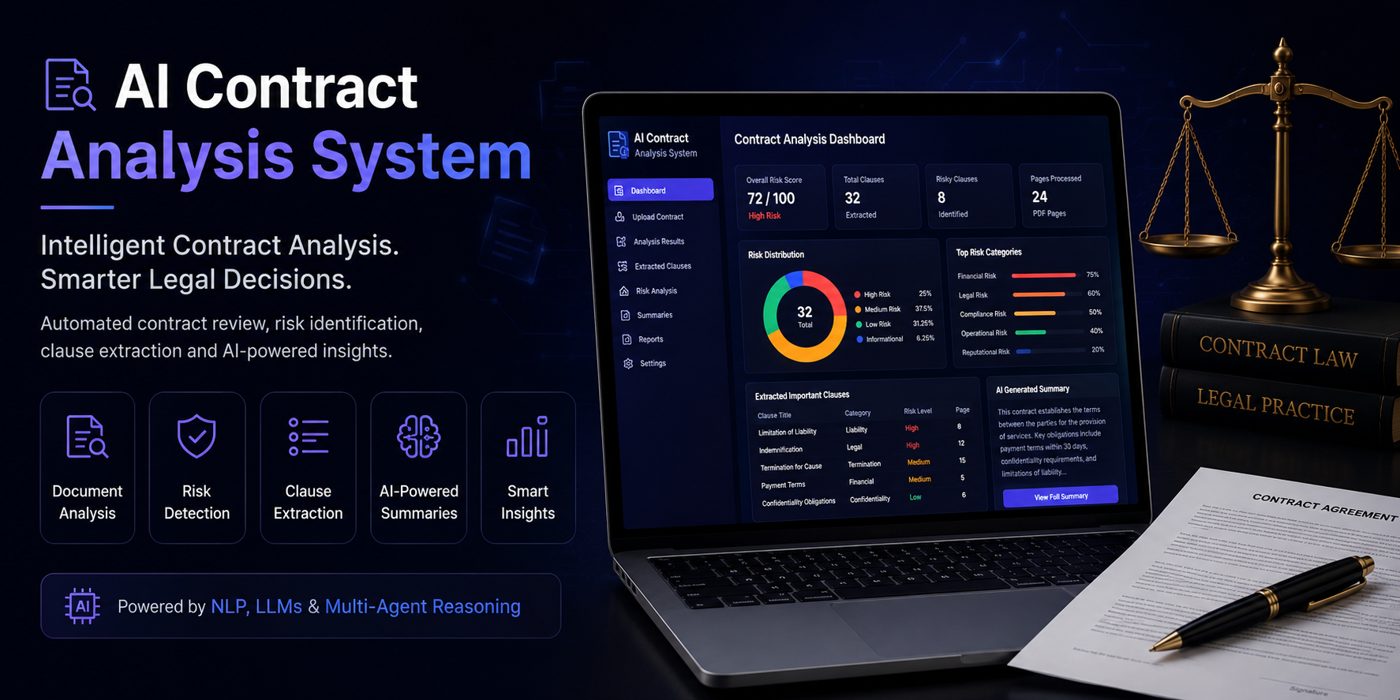 AI Contract
Analysis System
Intelligent Contract Analysis.
Smarter Legal Decisions.
Automated contract review, risk identification,
clause extraction and AI-powered insights.
Document
Analysis
Risk
Detection
Clause
Extraction
AI-Powered
Summaries
Smart
Insights
AI
Powered by NLP, LLMs & Multi-Agent Reasoning
AI Contract
Analysis System
Dashboard
Upload Contract
Analysis Results
Extracted Clauses
Risk Analysis
Summaries
Reports
Settings
Contract Analysis Dashboard
Overall Risk Score
72 / 100
High Risk
Total Clauses
32
Extracted
Risky Clauses
8
Identified
Pages Processed
24
PDF Pages
Risk Distribution
32
Total
High Risk 25%
Medium Risk 37.5%
Low Risk 31.25%
Informational 6.25%
Top Risk Categories
Financial Risk 75%
Legal Risk 60%
Compliance Risk 50%
Operational Risk 40%
Reputational Risk 20%
Extracted Important Clauses
Clause Title Category Risk Level Page
Limitation of Liability Liability High 8
Indemnification Legal High 12
Termination for Cause Termination Medium 15
Payment Terms Financial Medium 5
Confidentiality Obligations Confidentiality Low 6
AI Generated Summary
This contract establishes the terms
between the parties for the provision
of services. Key obligations include
payment terms within 30 days,
confidentiality requirements, and
limitations of liability...
View Full Summary
CONTRACT LAW
LEGAL PRACTICE
CONTRACT AGREEMENT
Signature